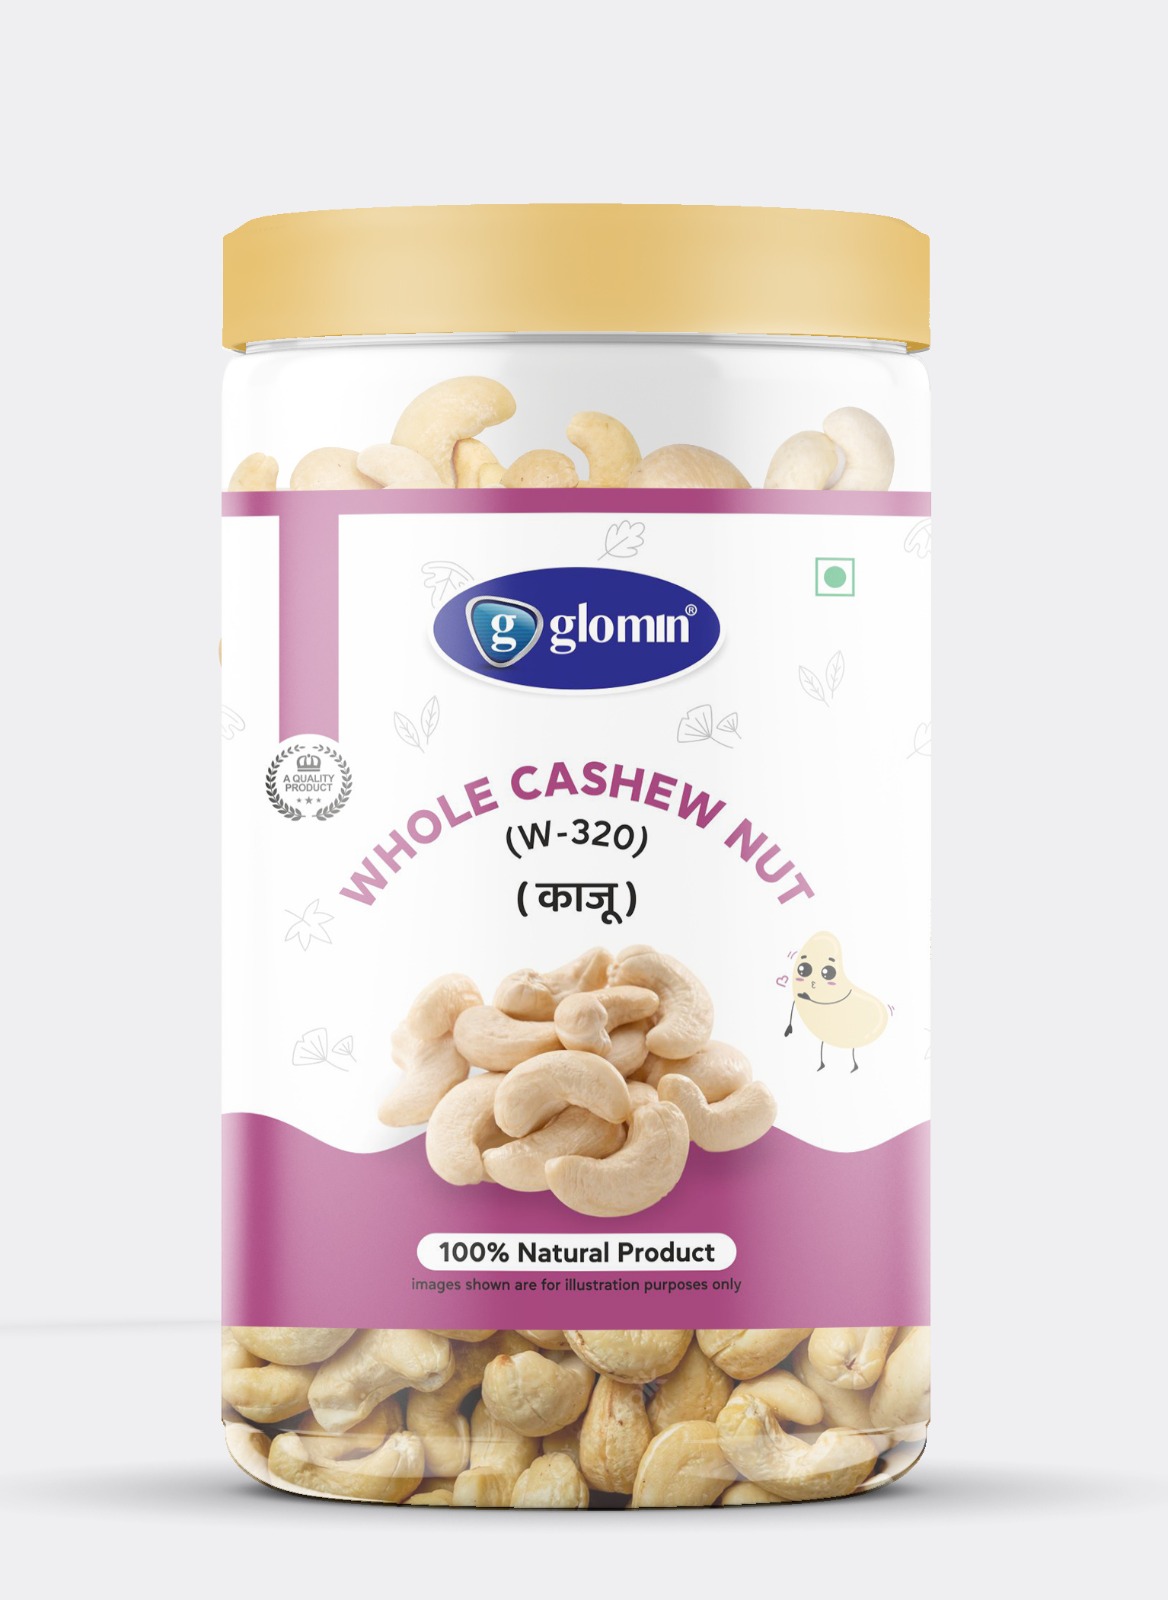 g glomin®
A QUALITY
PRODUCT
WHOLE CASHEW NUT
(W-320)
(काजू)
100% Natural Product
images shown are for illustration purposes only